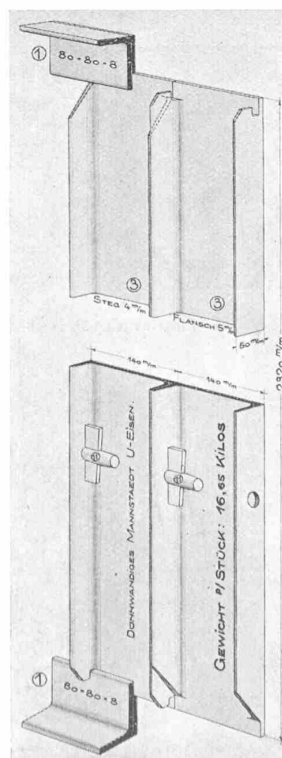 ①
80-80-8
③
③
STEG 4 m/m
FLANSCH 5 m/m
50 m/m
2320 m/m
140 m/m
140 m/m
DÜNNWANDIGES MANNSTAEDT U-EISEN.
GEWICHT P/STÜCK: 16,65 KILOS
①
80-80-8